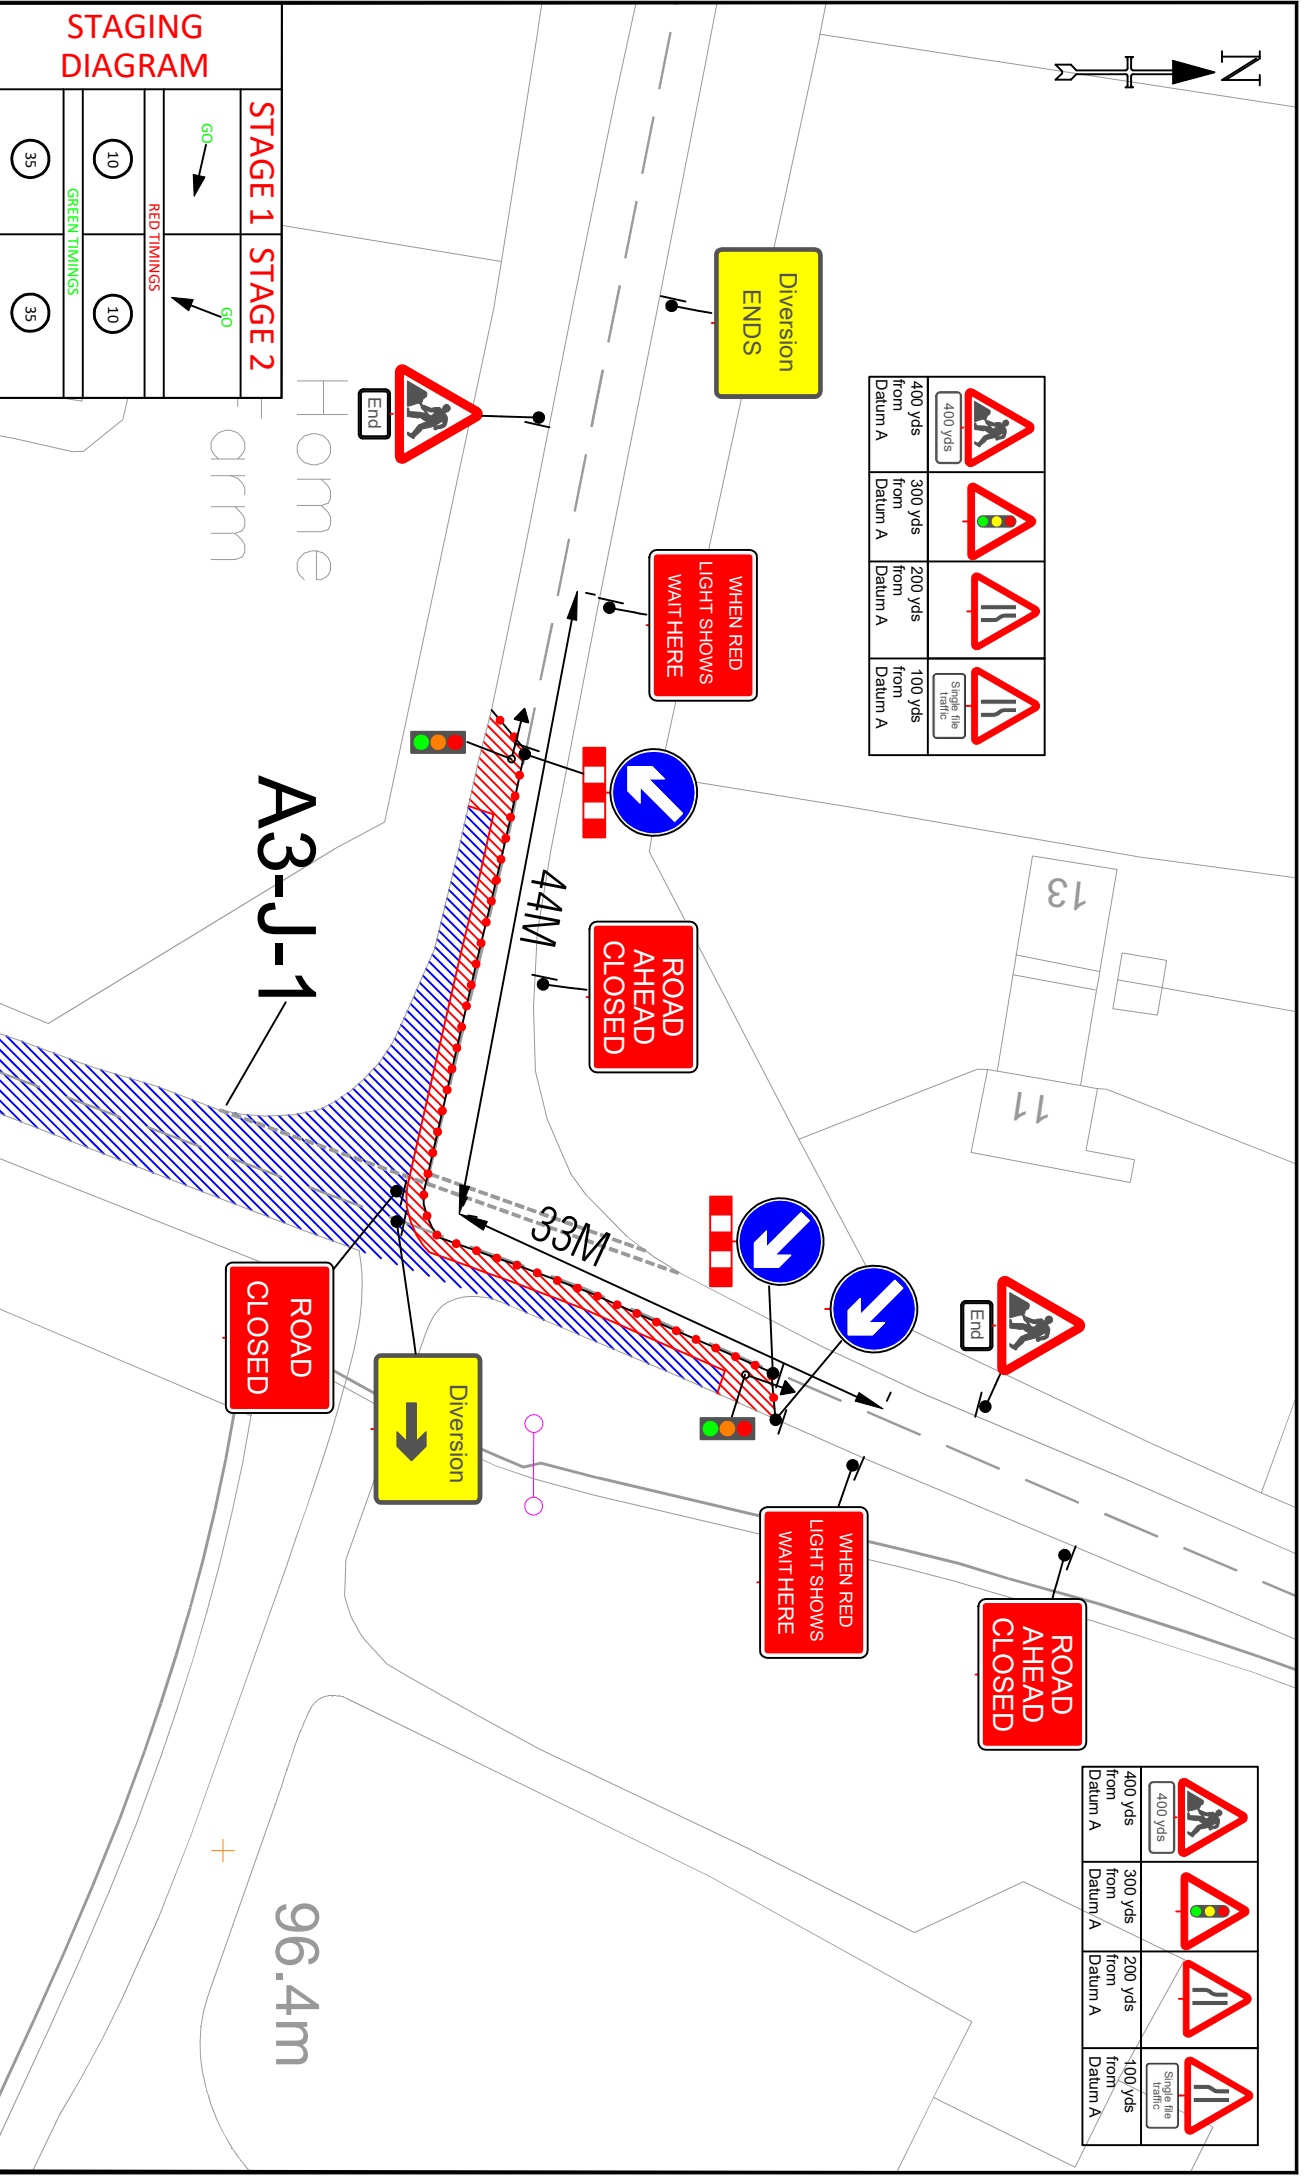 N
STAGING
DIAGRAM
STAGE 1
STAGE 2
GO
GO
RED TIMINGS
10
10
GREEN TIMINGS
35
35
Diversion
ENDS
400 yds
400 yds
from
Datum A
300 yds
from
Datum A
200 yds
from
Datum A
Single file
traffic
100 yds
from
Datum A
End
Home
Farm
WHEN RED
LIGHT SHOWS
WAIT HERE
44M
A3-J-1
ROAD
AHEAD
CLOSED
13
11
33M
End
ROAD
CLOSED
Diversion
WHEN RED
LIGHT SHOWS
WAIT HERE
ROAD
AHEAD
CLOSED
400 yds
400 yds
from
Datum A
300 yds
from
Datum A
200 yds
from
Datum A
Single file
traffic
100 yds
from
Datum A
96.4m